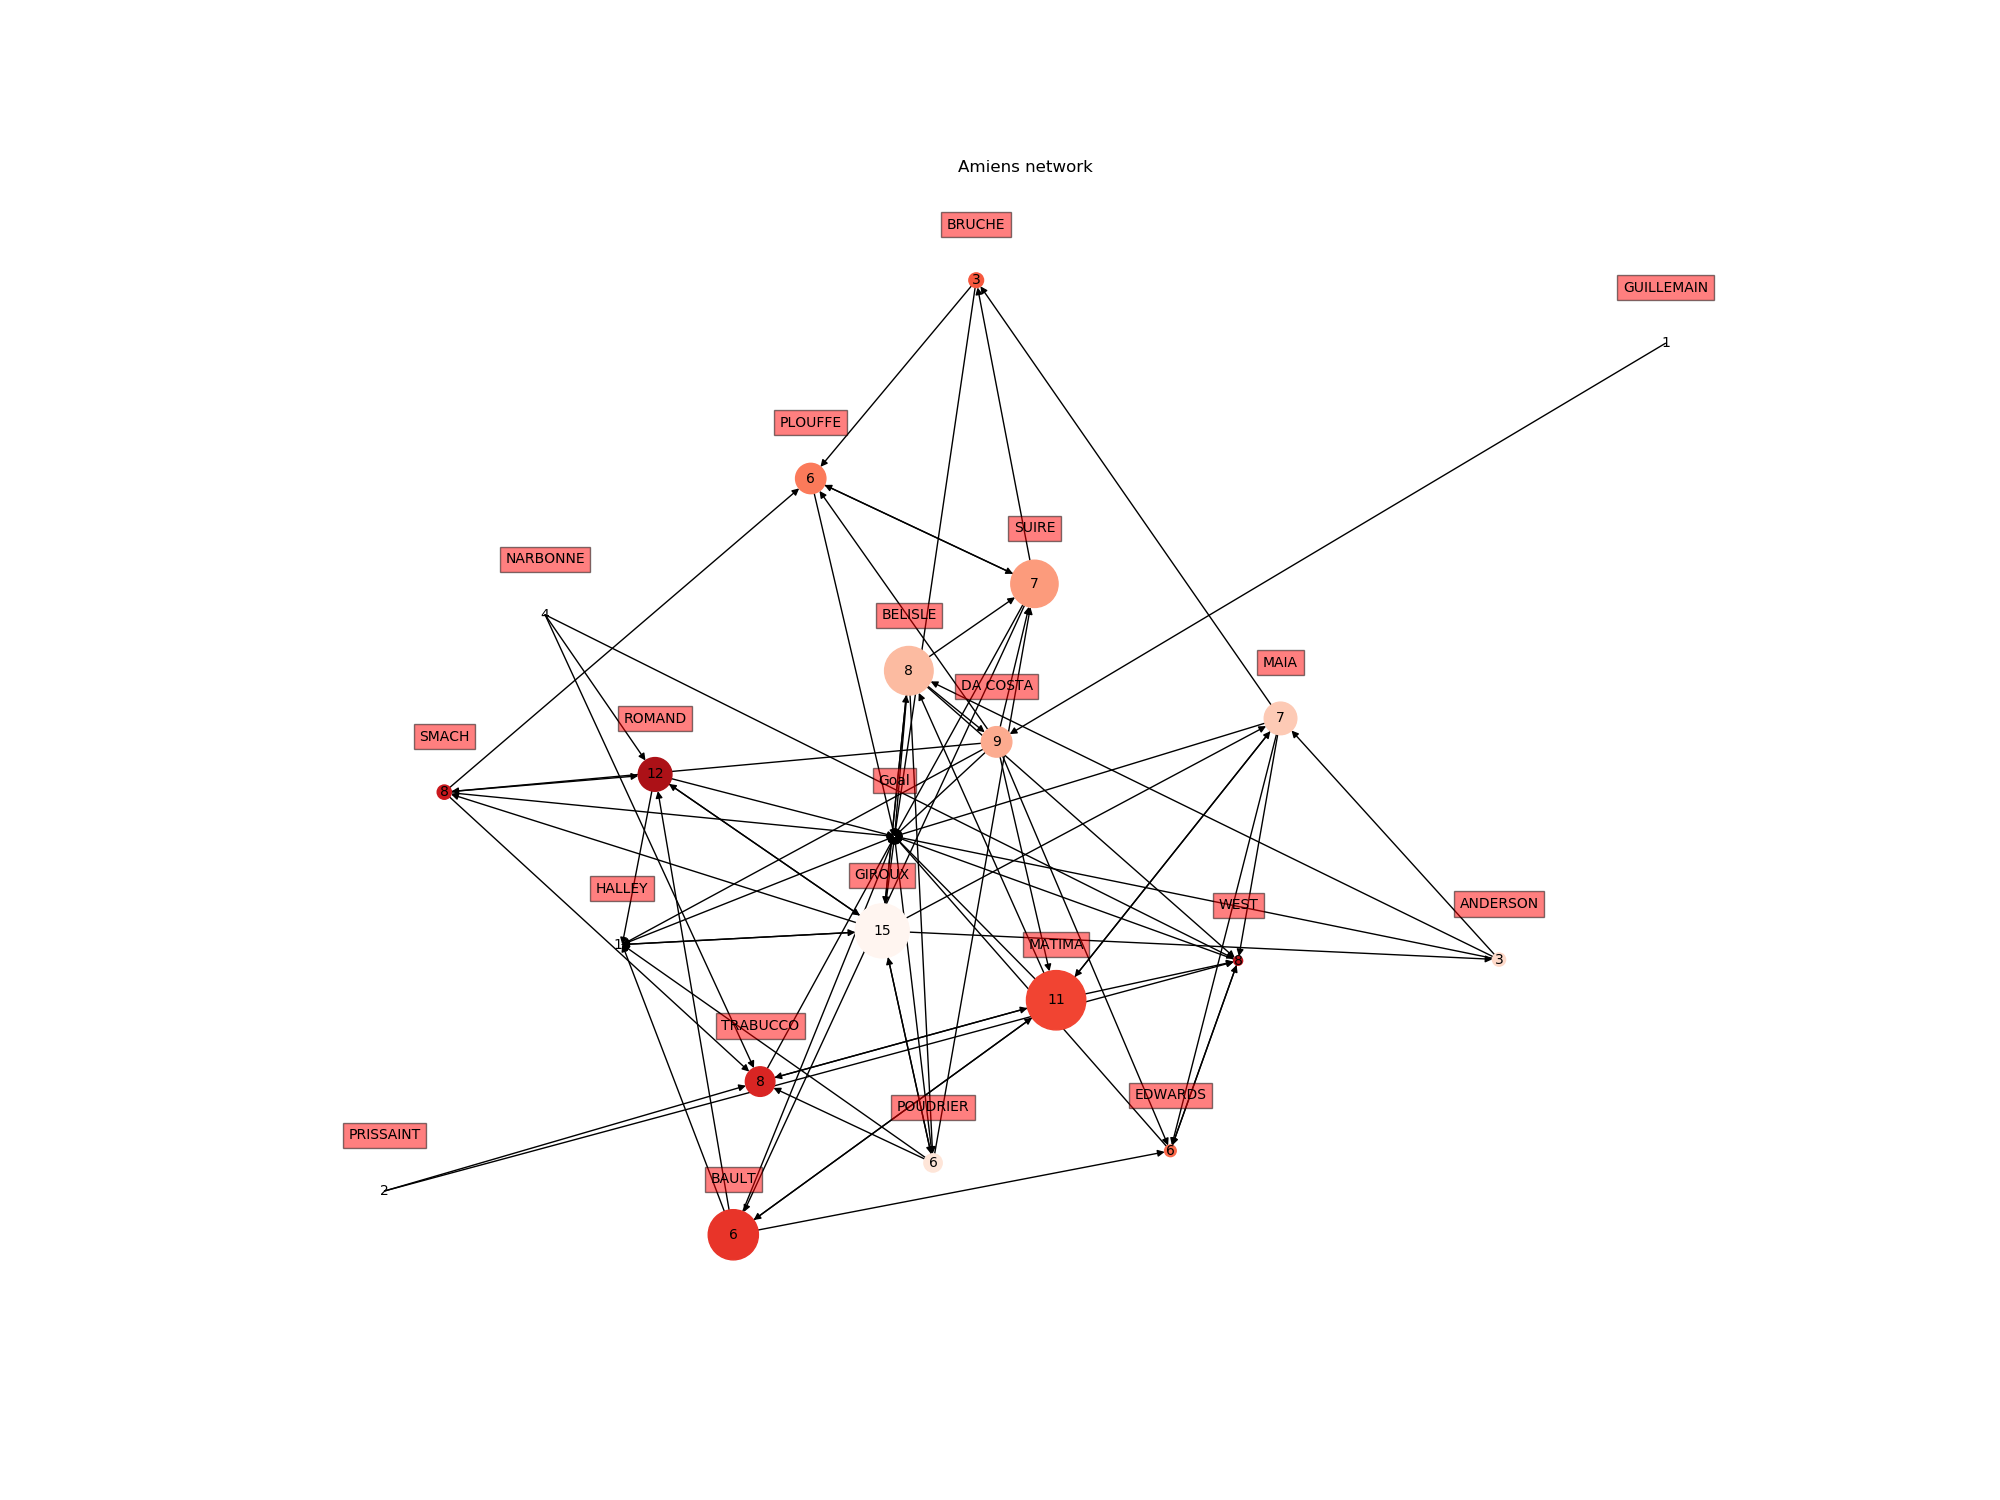 Amiens network
BRUCHE
3
GUILLEMAIN
1
PLOUFFE
6
SUIRE
7
NARBONNE
4
BELISLE
8
MAIA
7
DA COSTA
9
ROMAND
12
SMACH
8
Goal
GIROUX
15
HALLEY
WEST
ANDERSON
3
MATIMA
11
TRABUCCO
8
EDWARDS
6
POUDRIER
6
PRISSAINT
2
BAULT
6